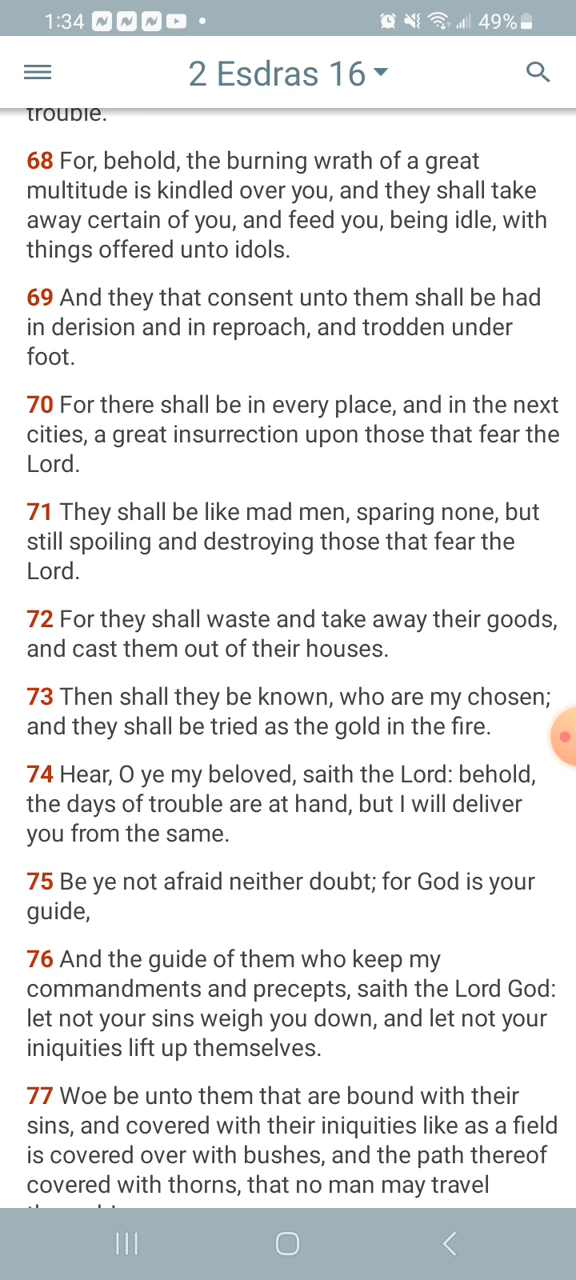 1:34
49%
2 Esdras 16
trouble.
68 For, behold, the burning wrath of a great
multitude is kindled over you, and they shall take
away certain of you, and feed you, being idle, with
things offered unto idols.
69 And they that consent unto them shall be had
in derision and in reproach, and trodden under
foot.
70 For there shall be in every place, and in the next
cities, a great insurrection upon those that fear the
Lord.
71 They shall be like mad men, sparing none, but
still spoiling and destroying those that fear the
Lord.
72 For they shall waste and take away their goods,
and cast them out of their houses.
73 Then shall they be known, who are my chosen;
and they shall be tried as the gold in the fire.
74 Hear, O ye my beloved, saith the Lord: behold,
the days of trouble are at hand, but I will deliver
you from the same.
75 Be ye not afraid neither doubt; for God is your
guide,
76 And the guide of them who keep my
commandments and precepts, saith the Lord God:
let not your sins weigh you down, and let not your
iniquities lift up themselves.
77 Woe be unto them that are bound with their
sins, and covered with their iniquities like as a field
is covered over with bushes, and the path thereof
covered with thorns, that no man may travel